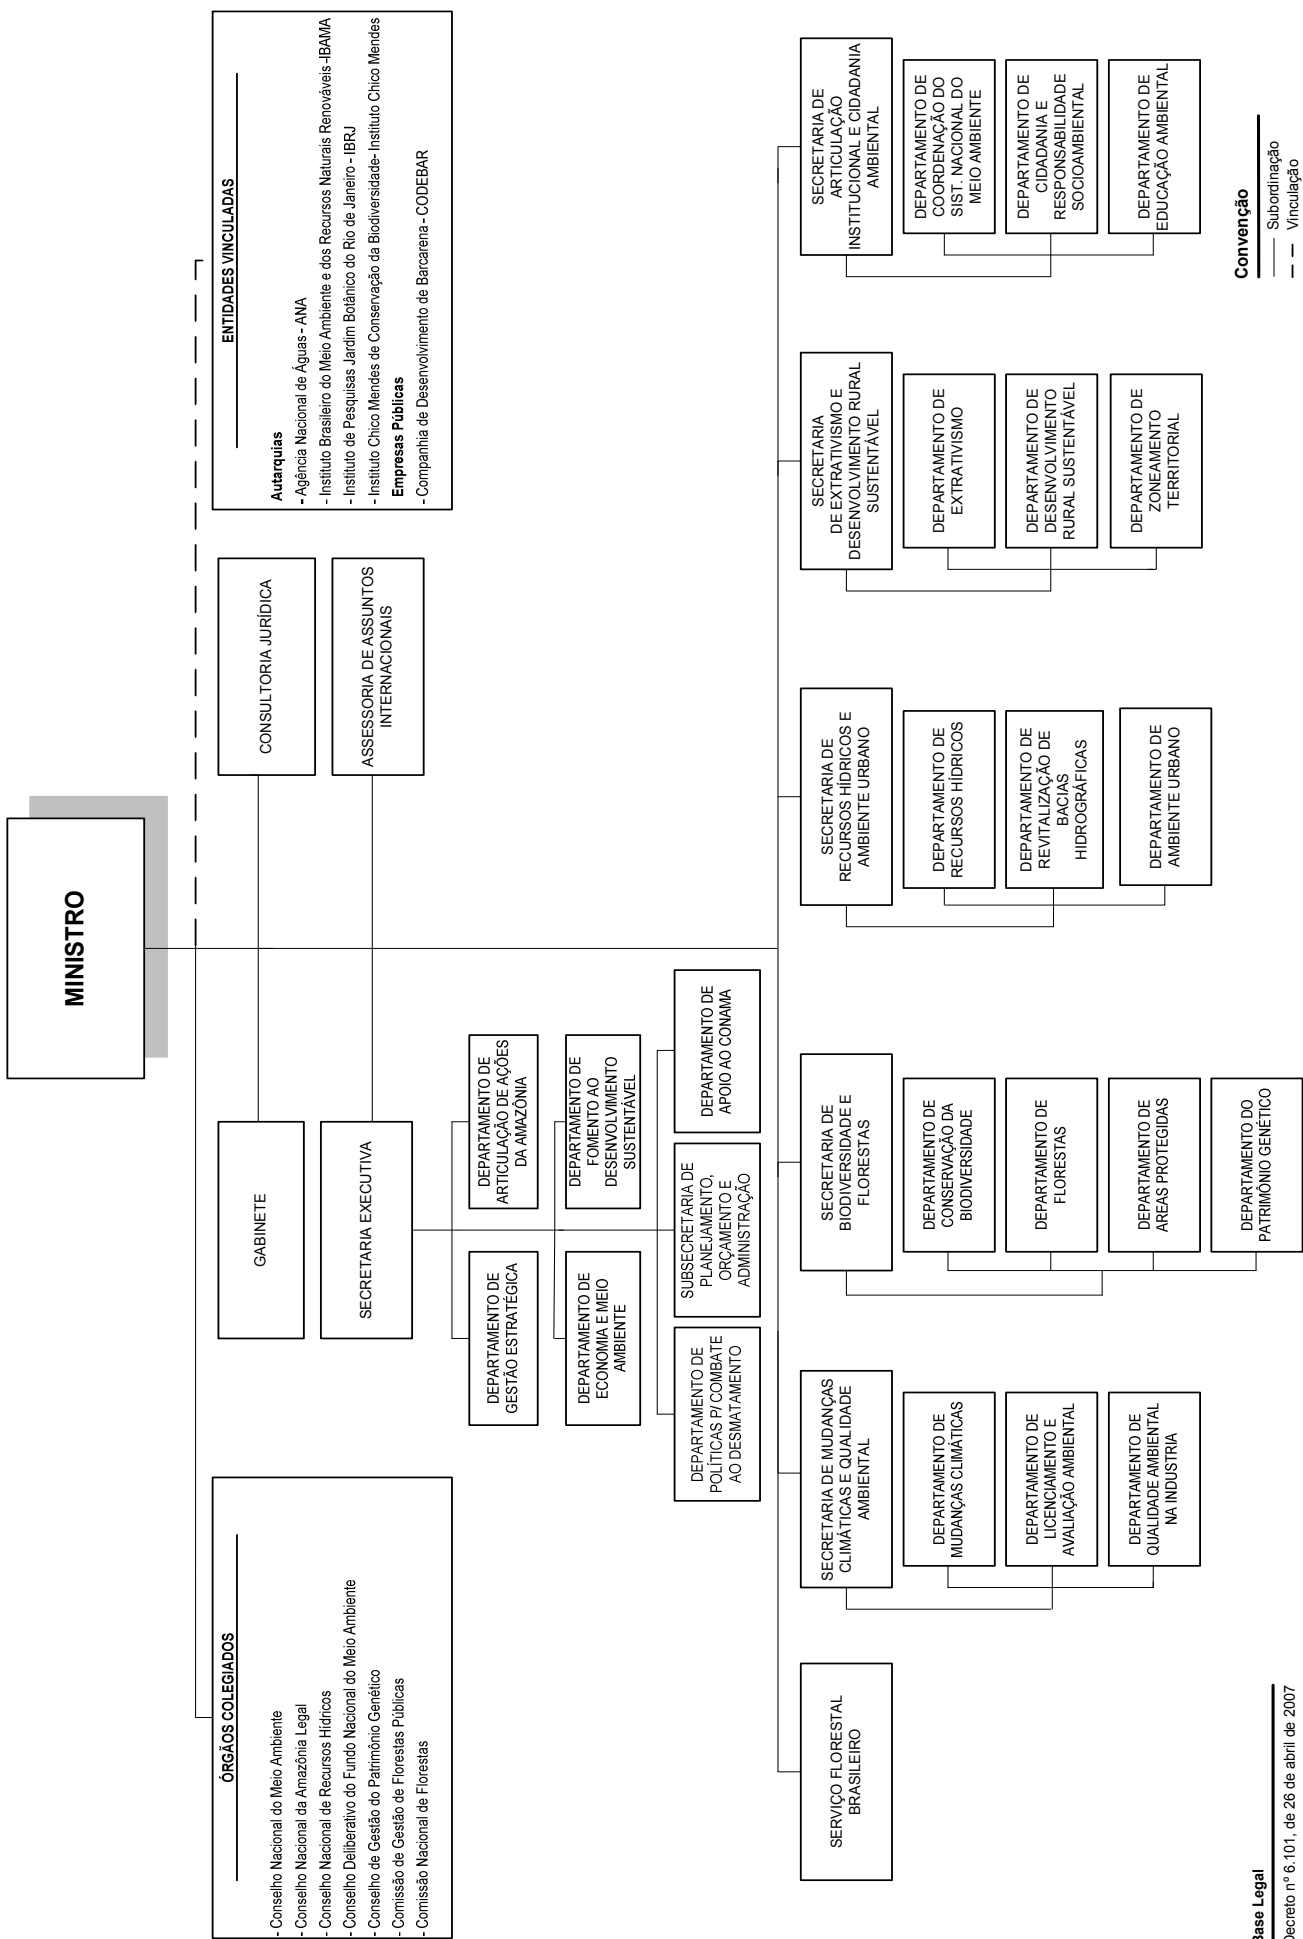 MINISTRO
ÓRGÃOS COLEGIADOS
- Conselho Nacional do Meio Ambiente
- Conselho Nacional da Amazônia Legal
- Conselho Nacional de Recursos Hídricos
- Conselho Deliberativo do Fundo Nacional do Meio Ambiente
- Conselho de Gestão do Patrimônio Genético
- Comissão de Gestão de Florestas Públicas
- Comissão Nacional de Florestas
GABINETE
CONSULTORIA JURÍDICA
SECRETARIA EXECUTIVA
ASSESSORIA DE ASSUNTOS
INTERNACIONAIS
ENTIDADES VINCULADAS
Autarquias
- Agência Nacional de Águas - ANA
- Instituto Brasileiro do Meio Ambiente e dos Recursos Naturais Renováveis -IBAMA
- Instituto de Pesquisas Jardim Botânico do Rio de Janeiro - IBRJ
- Instituto Chico Mendes de Conservação da Biodiversidade- Instituto Chico Mendes
Empresas Públicas
- Companhia de Desenvolvimento de Barcarena - CODEBAR
DEPARTAMENTO DE
GESTÃO ESTRATÉGICA
DEPARTAMENTO DE
ARTICULAÇÃO DE AÇÕES
DA AMAZÔNIA
DEPARTAMENTO DE
ECONOMIA E MEIO
AMBIENTE
DEPARTAMENTO DE
FOMENTO AO
DESENVOLVIMENTO
SUSTENTÁVEL
DEPARTAMENTO DE
POLÍTICAS P/ COMBATE
AO DESMATAMENTO
SUBSECRETARIA DE
PLANEJAMENTO,
ORÇAMENTO E
ADMINISTRAÇÃO
DEPARTAMENTO DE
APOIO AO CONAMA
SERVIÇO FLORESTAL
BRASILEIRO
SECRETARIA DE MUDANÇAS
CLIMÁTICAS E QUALIDADE
AMBIENTAL
DEPARTAMENTO DE
MUDANÇAS CLIMÁTICAS
DEPARTAMENTO DE
LICENCIAMENTO E
AVALIAÇÃO AMBIENTAL
DEPARTAMENTO DE
QUALIDADE AMBIENTAL
NA INDUSTRIA
SECRETARIA DE
BIODIVERSIDADE E
FLORESTAS
DEPARTAMENTO DE
CONSERVAÇÃO DA
BIODIVERSIDADE
DEPARTAMENTO DE
FLORESTAS
DEPARTAMENTO DE
AREAS PROTEGIDAS
DEPARTAMENTO DO
PATRIMÔNIO GENÉTICO
SECRETARIA DE
RECURSOS HÍDRICOS E
AMBIENTE URBANO
DEPARTAMENTO DE
RECURSOS HÍDRICOS
DEPARTAMENTO DE
REVITALIZAÇÃO DE
BACIAS
HIDROGRÁFICAS
DEPARTAMENTO DE
AMBIENTE URBANO
SECRETARIA
DE EXTRATIVISMO E
DESENVOLVIMENTO RURAL
SUSTENTÁVEL
DEPARTAMENTO DE
EXTRATIVISMO
DEPARTAMENTO DE
DESENVOLVIMENTO
RURAL SUSTENTÁVEL
DEPARTAMENTO DE
ZONEAMENTO
TERRITORIAL
SECRETARIA DE
ARTICULAÇÃO
INSTITUCIONAL E CIDADANIA
AMBIENTAL
DEPARTAMENTO DE
COORDENAÇÃO DO
SIST. NACIONAL DO
MEIO AMBIENTE
DEPARTAMENTO DE
CIDADANIA E
RESPONSABILIDADE
SOCIOAMBIENTAL
DEPARTAMENTO DE
EDUCAÇÃO AMBIENTAL
Base Legal
Decreto nº 6.101, de 26 de abril de 2007
Convenção
Subordinação
Vinculação